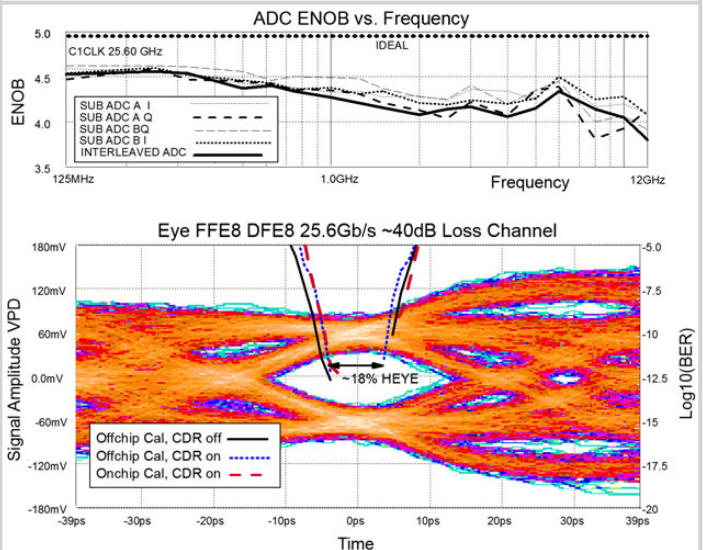 ADC ENOB vs. Frequency
ENOB
5.0
4.5
4.0
3.5
C1CLK 25.60 GHz
IDEAL
SUB ADC A I
SUB ADC A Q
SUB ADC BQ
SUB ADC B I
INTERLEAVED ADC
125MHz
1.0GHz
Frequency
12GHz
Eye FFE8 DFE8 25.6Gb/s ~40dB Loss Channel
Signal Amplitude VPD
180mV
120mV
60mV
0.0mV
-60mV
-120mV
-180mV
-5.0
-7.5
-10
-12.5
-15
-17.5
-20
Log10(BER)
~18% HEYE
Offchip Cal, CDR off
Offchip Cal, CDR on
Onchip Cal, CDR on
-39ps
-30ps
-20ps
-10ps
0ps
10ps
20ps
30ps
39ps
Time